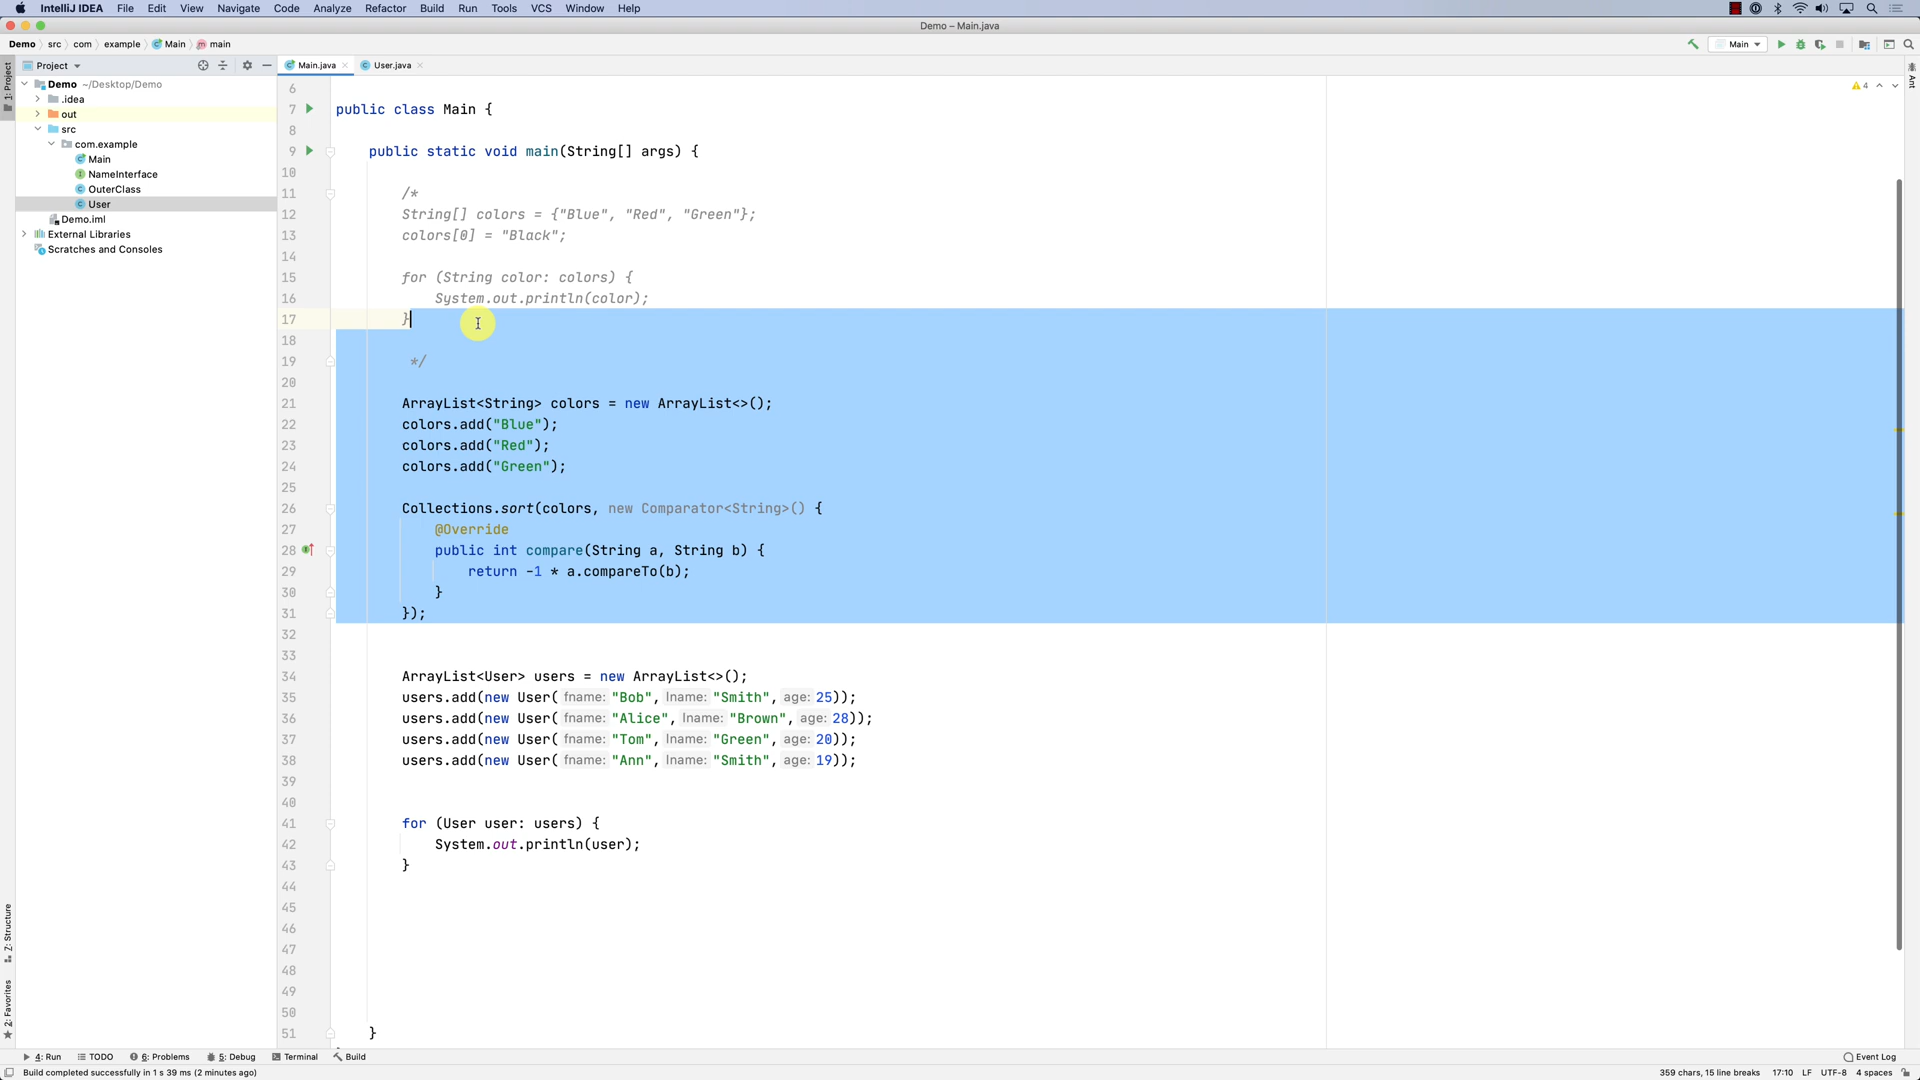 IntelliJ IDEA File Edit View Navigate Code Analyze Refactor Build Run Tools VCS Window Help
Demo – Main.java
Demo src com example Main main
Main
Project
Main.java User.java
1: Project
Ant
Demo ~/Desktop/Demo
.idea
out
src
com.example
Main
NameInterface
OuterClass
User
Demo.iml
External Libraries
Scratches and Consoles
4
6
7 public class Main {
8
9 public static void main(String[] args) {
10
11 /*
12 String[] colors = {"Blue", "Red", "Green"};
13 colors[0] = "Black";
14
15 for (String color: colors) {
16 System.out.println(color);
17 }
18
19 */
20
21 ArrayList<String> colors = new ArrayList<>();
22 colors.add("Blue");
23 colors.add("Red");
24 colors.add("Green");
25
26 Collections.sort(colors, new Comparator<String>() {
27 @Override
28 public int compare(String a, String b) {
29 return -1 * a.compareTo(b);
30 }
31 });
32
33
34 ArrayList<User> users = new ArrayList<>();
35 users.add(new User( fname: "Bob", lname: "Smith", age: 25));
36 users.add(new User( fname: "Alice", lname: "Brown", age: 28));
37 users.add(new User( fname: "Tom", lname: "Green", age: 20));
38 users.add(new User( fname: "Ann", lname: "Smith", age: 19));
39
40
41 for (User user: users) {
42 System.out.println(user);
43 }
44
45
46
47
48
49
50
51 }
Z: Structure
2: Favorites
4: Run TODO 6: Problems 5: Debug Terminal Build Event Log
Build completed successfully in 1 s 39 ms (2 minutes ago) 359 chars, 15 line breaks 17:10 LF UTF-8 4 spaces